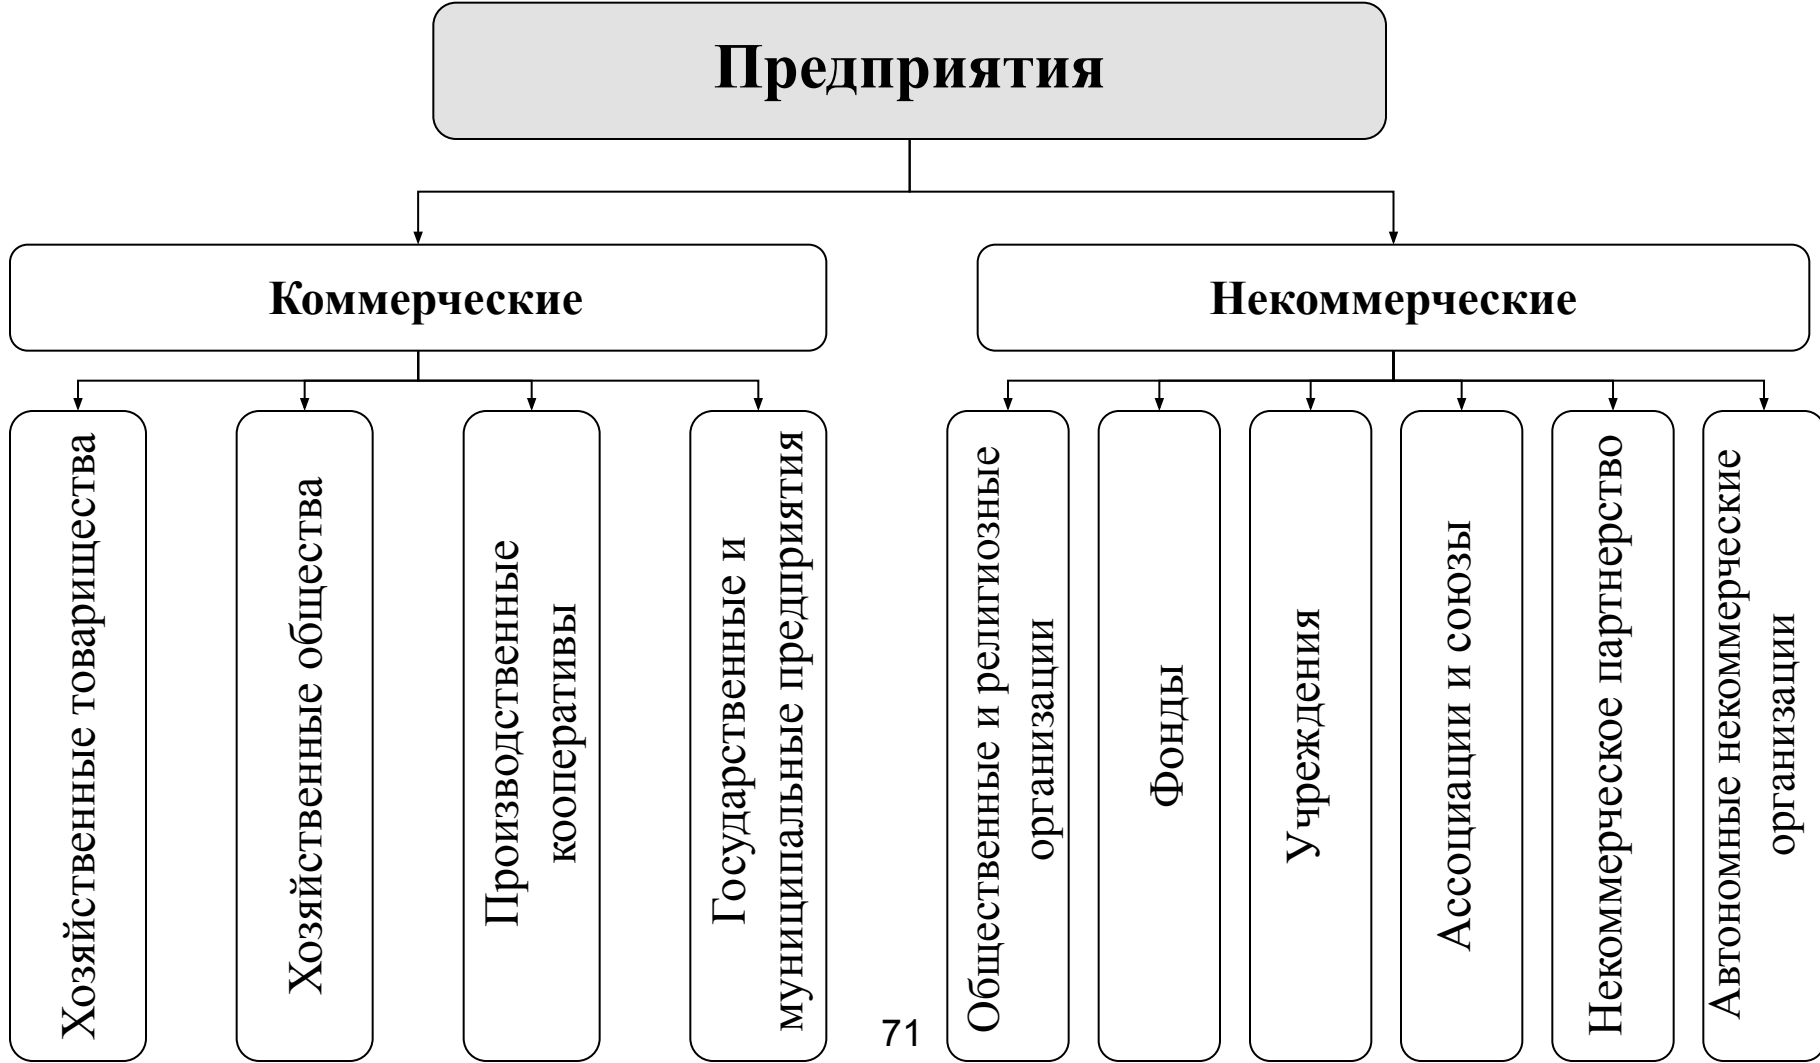 Предприятия
Коммерческие
Некоммерческие
Хозяйственные товарищества
Хозяйственные общества
Производственные
кооперативы
Государственные и
муниципальные предприятия
Общественные и религиозные
организации
Фонды
Учреждения
Ассоциации и союзы
Некоммерческое партнерство
Автономные некоммерческие
организации
71